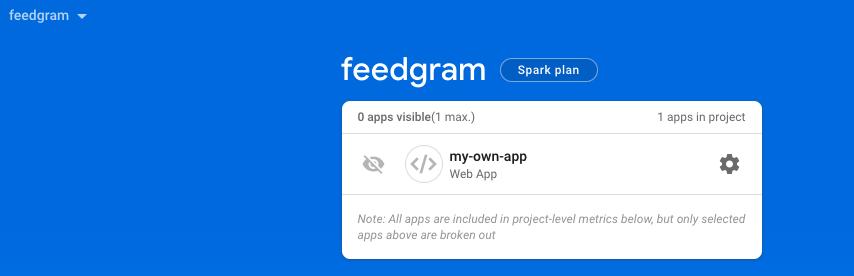 feedgram
feedgram Spark plan
0 apps visible(1 max.) 1 apps in project
my-own-app
Web App
Note: All apps are included in project-level metrics below, but only selected
apps above are broken out